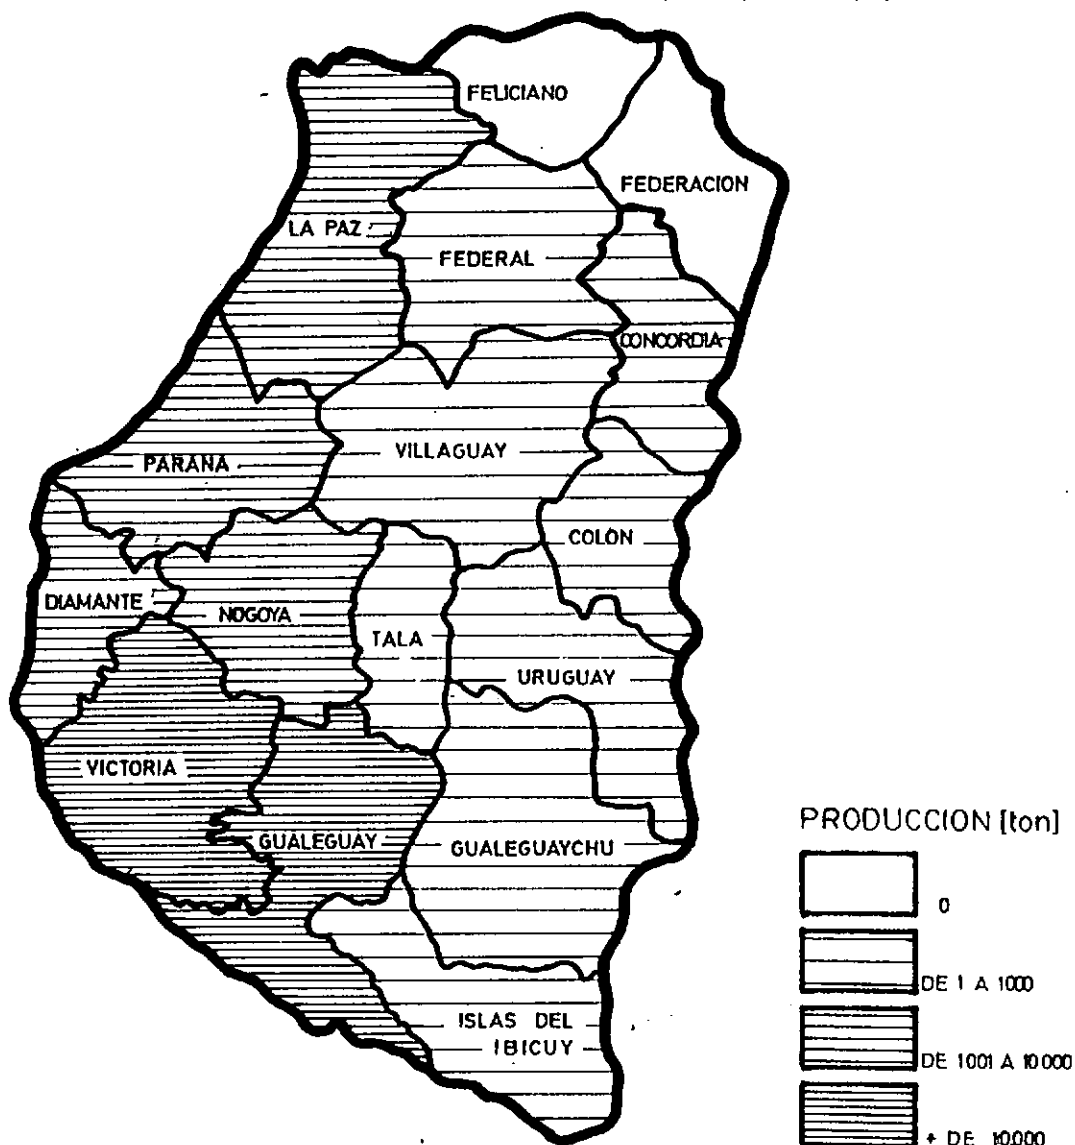 FELICIANO
FEDERACION
LA PAZ
FEDERAL
CONCORDIA
VILLAGUAY
PARANA
COLON
DIAMANTE
NOGOYA
TALA
URUGUAY
VICTORIA
GUALEGUAY
GUALEGUAYCHU
ISLAS DEL
IBICUY
PRODUCCION [ton]
0
DE 1 A 1000
DE 1001 A 10000
+ DE 10.000